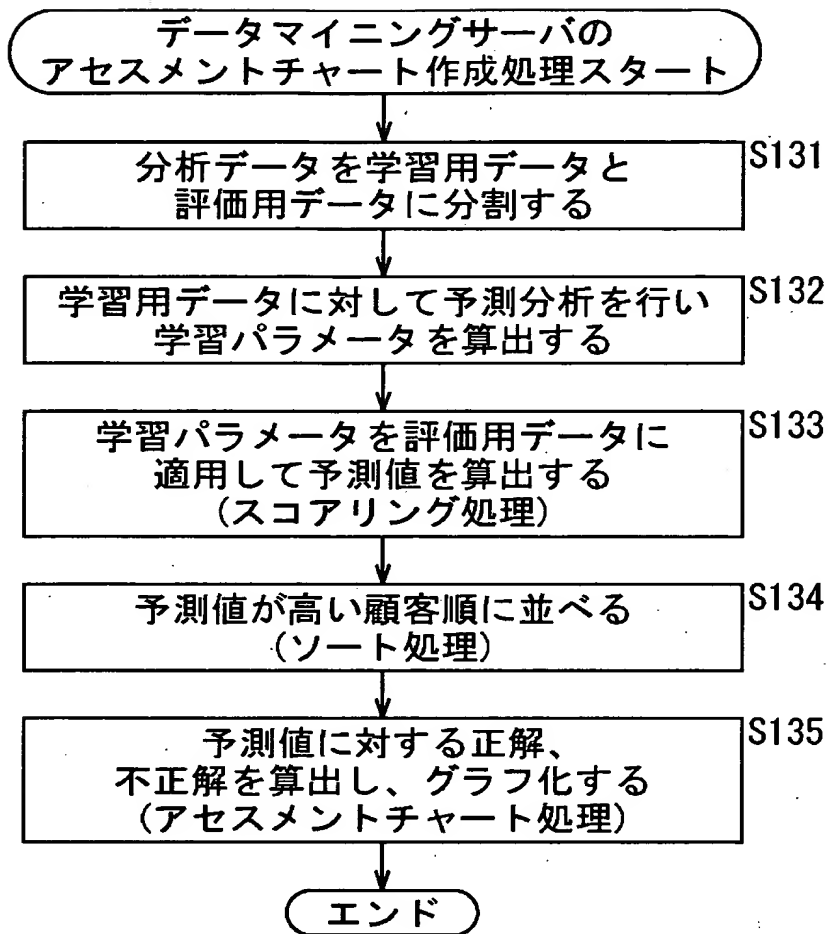 データマイニングサーバの
アセスメントチャート作成処理スタート
S131
分析データを学習用データと
評価用データに分割する
S132
学習用データに対して予測分析を行い
学習パラメータを算出する
S133
学習パラメータを評価用データに
適用して予測値を算出する
(スコアリング処理)
S134
予測値が高い顧客順に並べる
(ソート処理)
S135
予測値に対する正解、
不正解を算出し、グラフ化する
(アセスメントチャート処理)
エンド